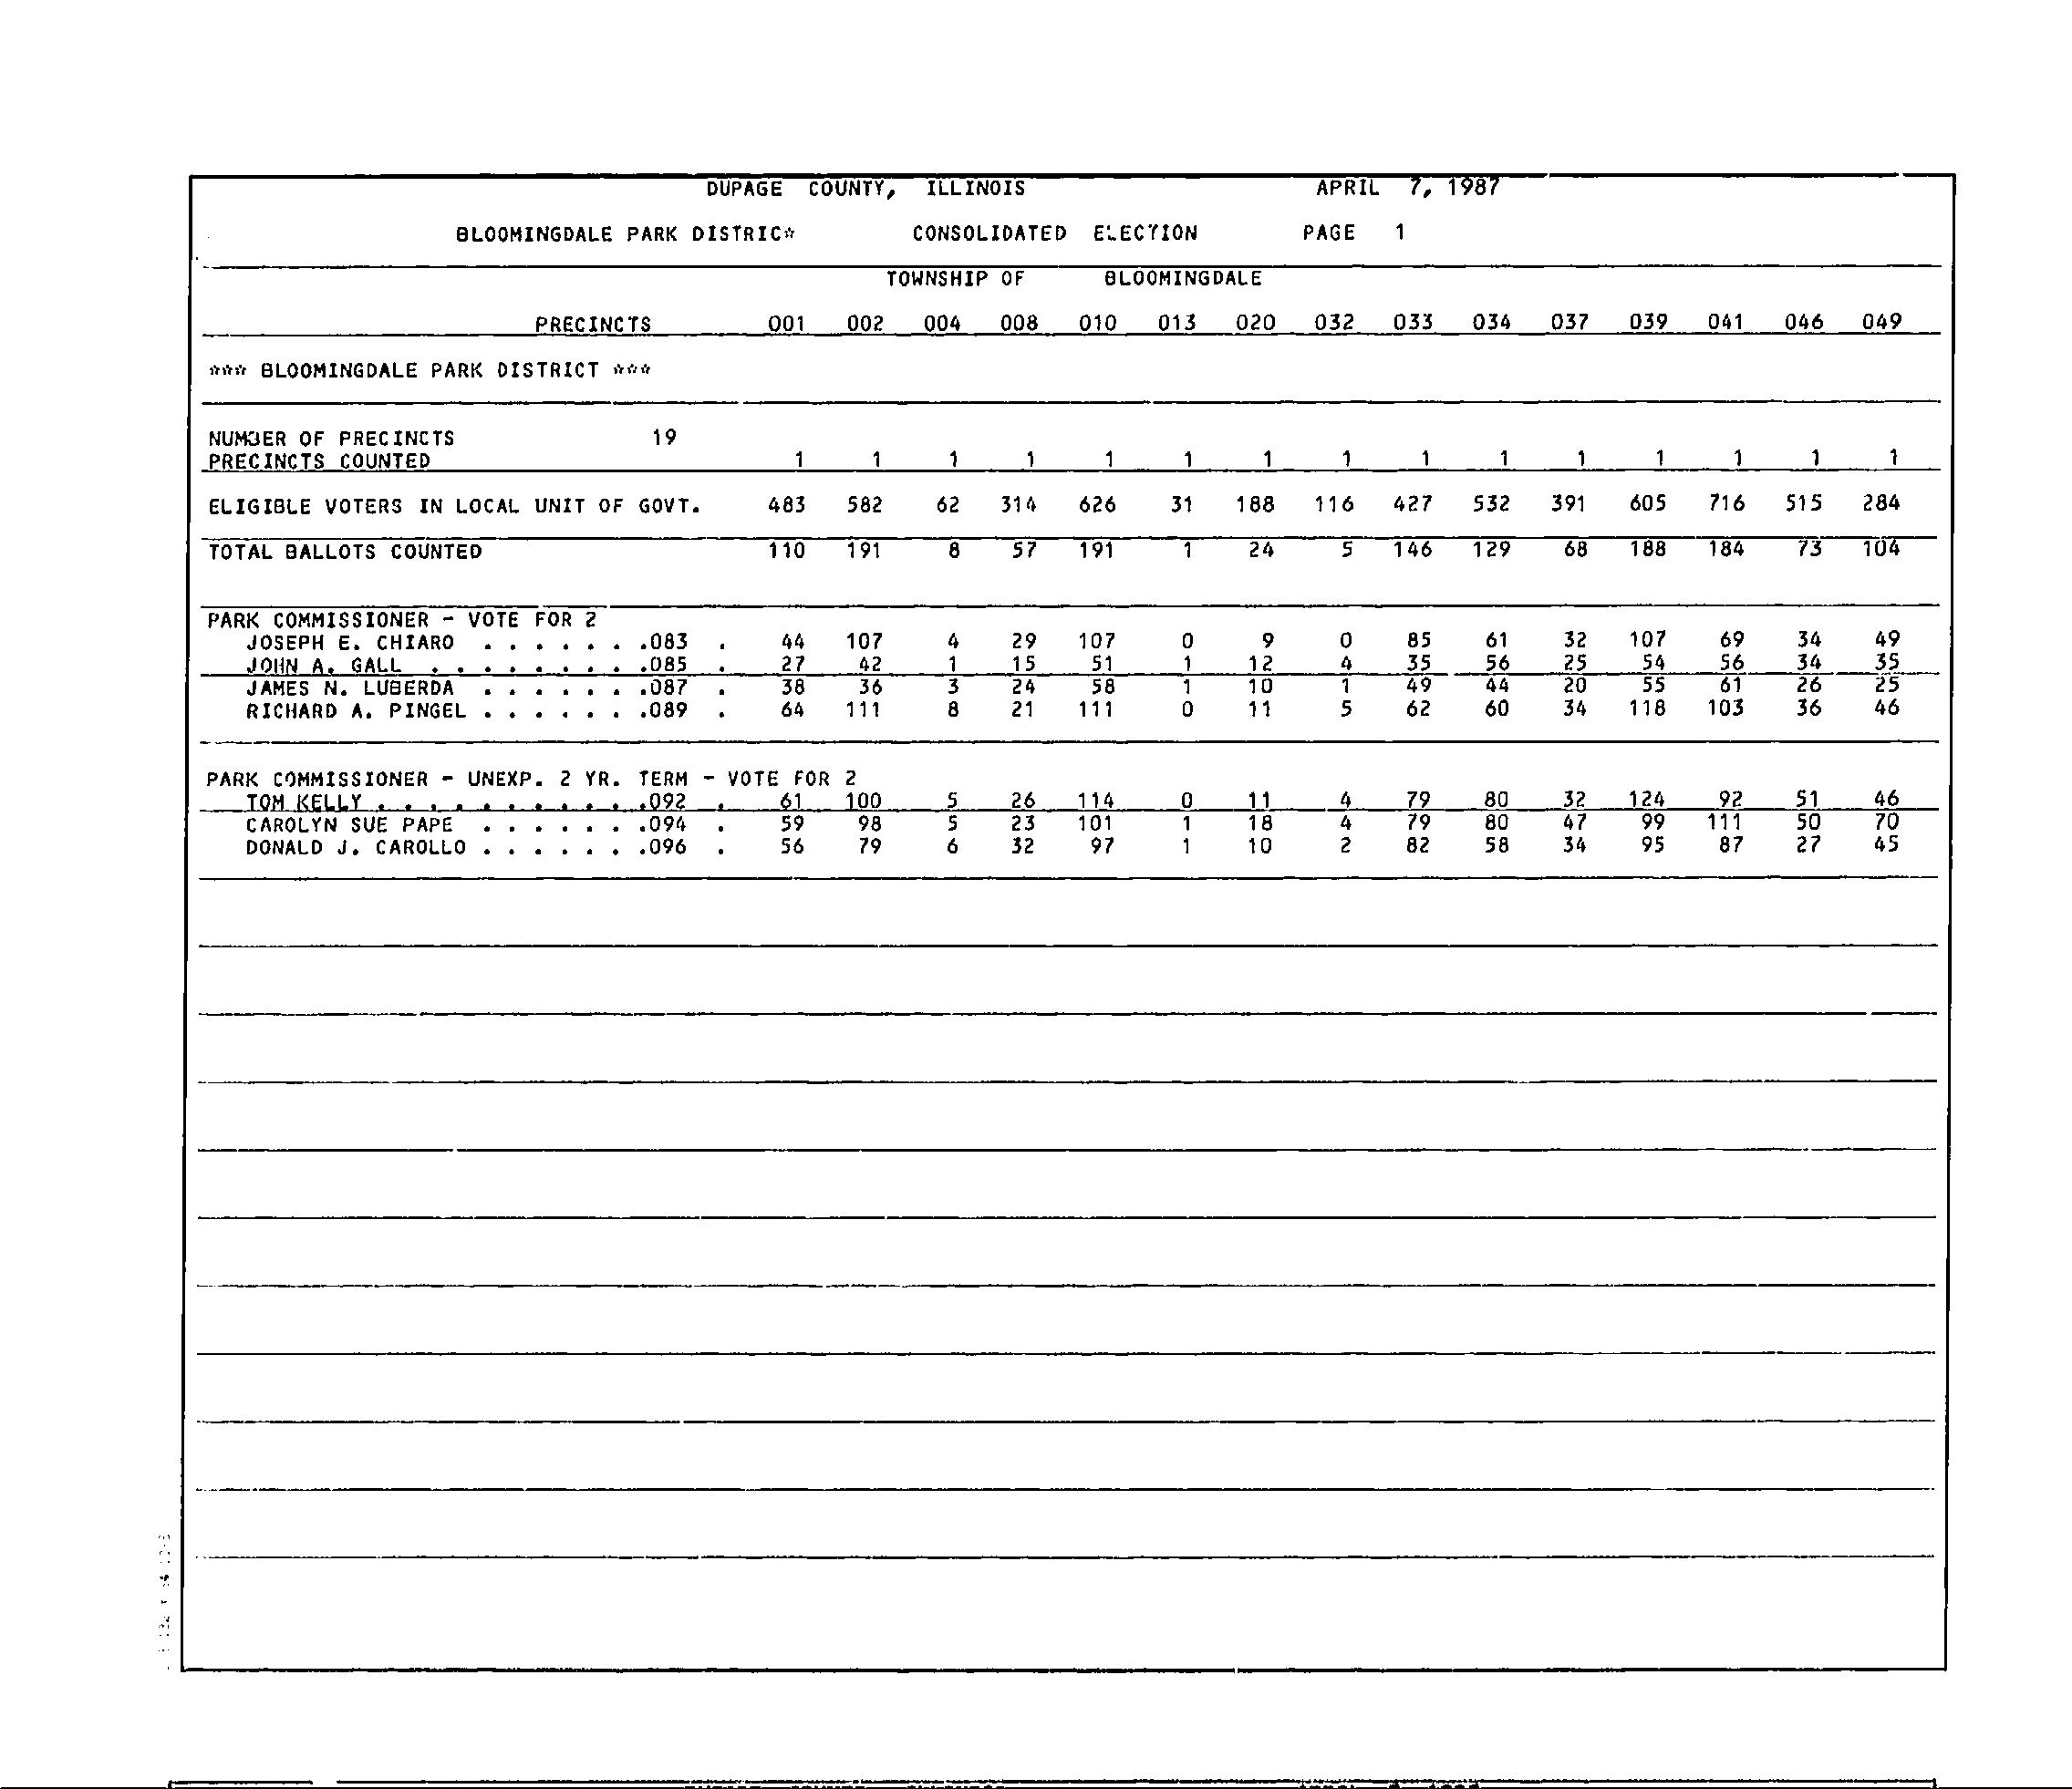 DUPAGE COUNTY, ILLINOIS APRIL 7, 1987
BLOOMINGDALE PARK DISTRIC* CONSOLIDATED ELECTION PAGE 1
TOWNSHIP OF BLOOMINGDALE
PRECINCTS 001 002 004 008 010 013 020 032 033 034 037 039 041 046 049
*** BLOOMINGDALE PARK DISTRICT ***
NUMBER OF PRECINCTS 19
PRECINCTS COUNTED 1 1 1 1 1 1 1 1 1 1 1 1 1 1 1
ELIGIBLE VOTERS IN LOCAL UNIT OF GOVT. 483 582 62 314 626 31 188 116 427 532 391 605 716 515 284
TOTAL BALLOTS COUNTED 110 191 8 57 191 1 24 5 146 129 68 188 184 73 104
PARK COMMISSIONER - VOTE FOR 2
JOSEPH E. CHIARO . . . . . . .083 . 44 107 4 29 107 0 9 0 85 61 32 107 69 34 49
JOHN A. GALL . . . . . . . . .085 . 27 42 1 15 51 1 12 4 35 56 25 54 56 34 35
JAMES N. LUBERDA . . . . . . .087 . 38 36 3 24 58 1 10 1 49 44 20 55 61 26 25
RICHARD A. PINGEL . . . . . . .089 . 64 111 8 21 111 0 11 5 62 60 34 118 103 36 46
PARK COMMISSIONER - UNEXP. 2 YR. TERM - VOTE FOR 2
TOM KELLY . . . . . . . . . . .092 . 61 100 5 26 114 0 11 4 79 80 32 124 92 51 46
CAROLYN SUE PAPE . . . . . . .094 . 59 98 5 23 101 1 18 4 79 80 47 99 111 50 70
DONALD J. CAROLLO . . . . . . .096 . 56 79 6 32 97 1 10 2 82 58 34 95 87 27 45